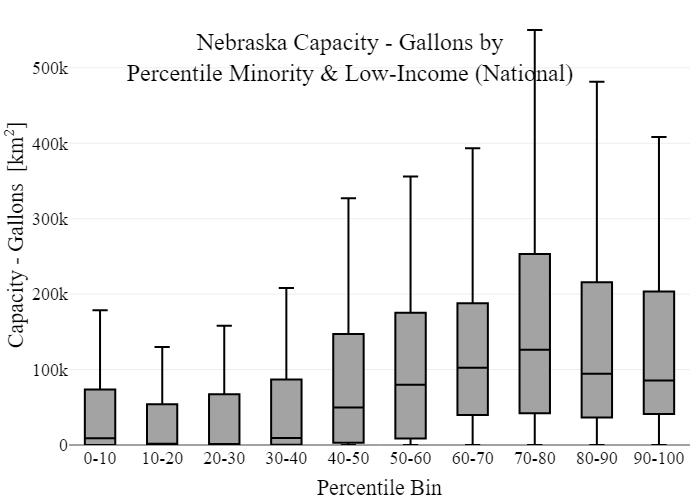 Nebraska Capacity - Gallons by
Percentile Minority & Low-Income (National)
Capacity - Gallons [km²]
500k
400k
300k
200k
100k
0
0-10 10-20 20-30 30-40 40-50 50-60 60-70 70-80 80-90 90-100
Percentile Bin